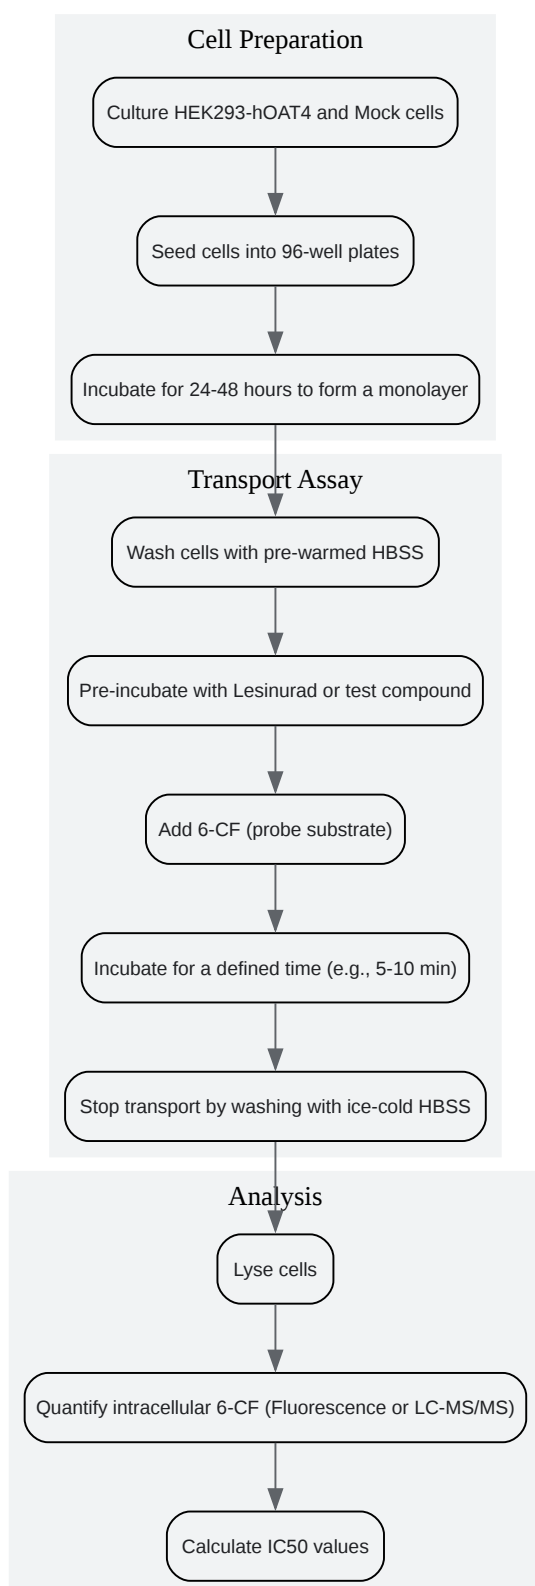 Cell Preparation
Culture HEK293-hOAT4 and Mock cells
Seed cells into 96-well plates
Incubate for 24-48 hours to form a monolayer
Transport Assay
Wash cells with pre-warmed HBSS
Pre-incubate with Lesinurad or test compound
Add 6-CF (probe substrate)
Incubate for a defined time (e.g., 5-10 min)
Stop transport by washing with ice-cold HBSS
Analysis
Lyse cells
Quantify intracellular 6-CF (Fluorescence or LC-MS/MS)
Calculate IC50 values